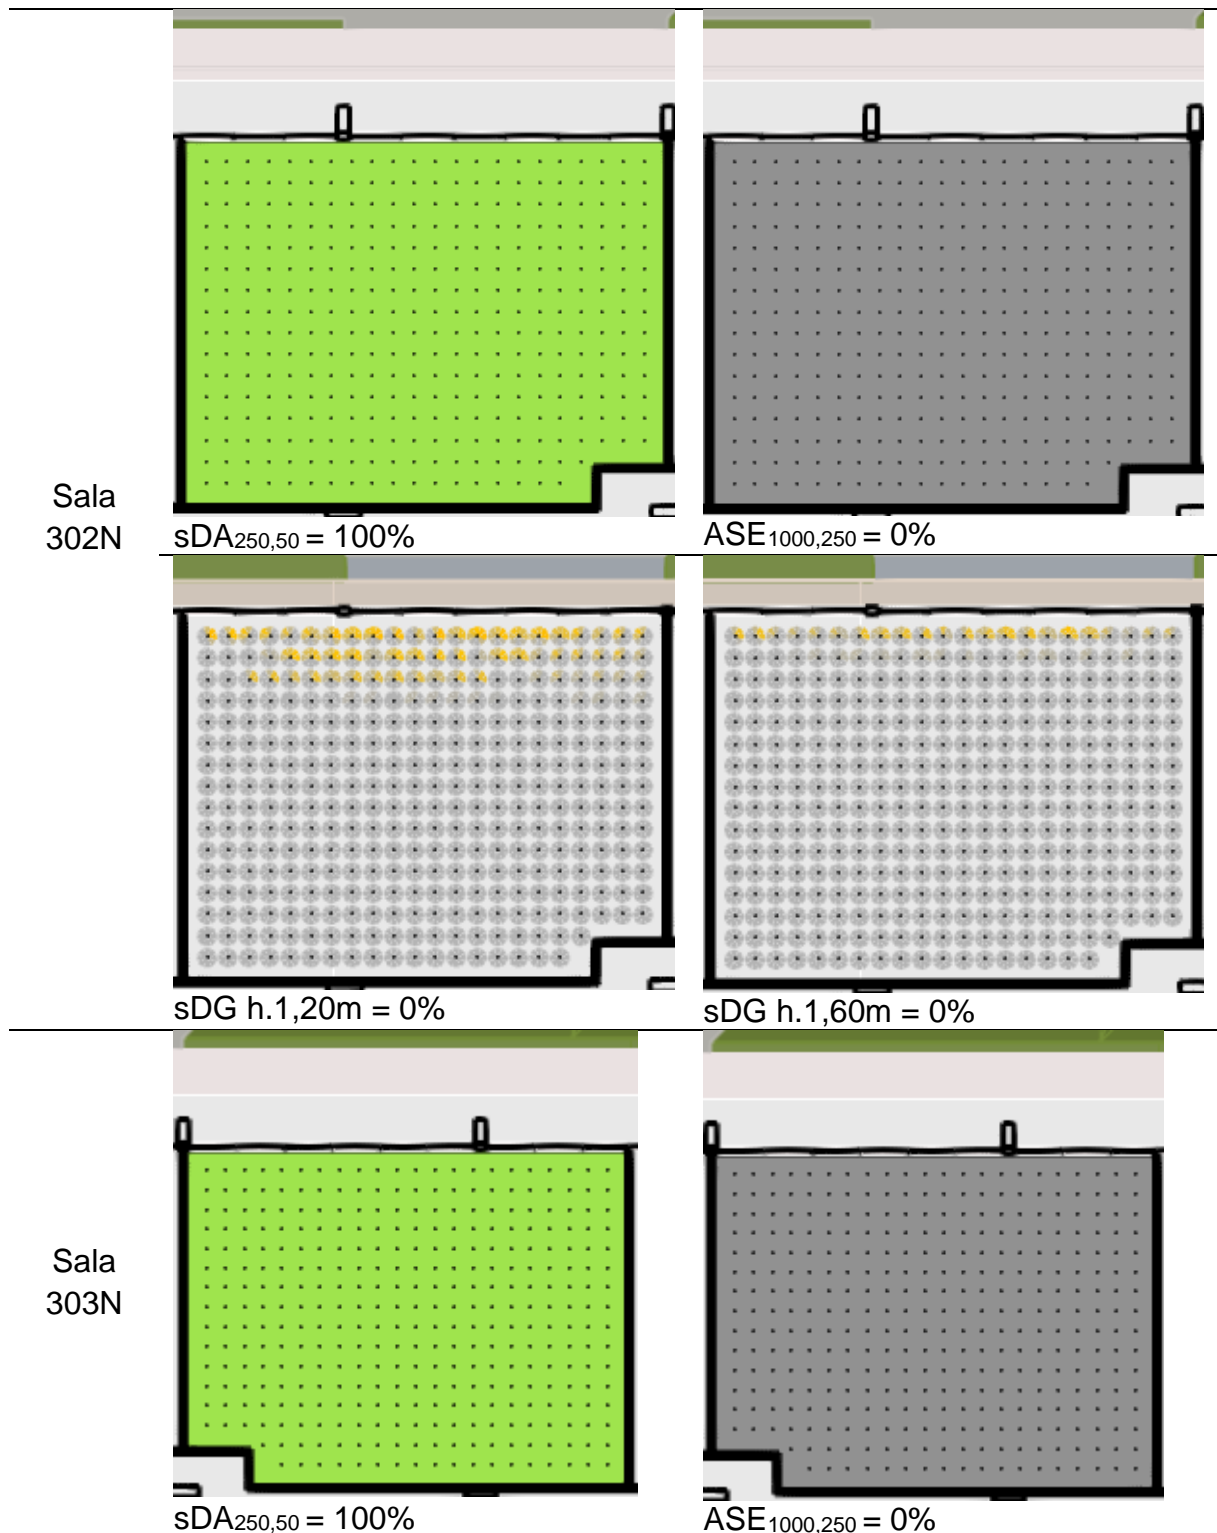 Sala
302N
sDA250,50 = 100%
ASE1000,250 = 0%
sDG h.1,20m = 0%
sDG h.1,60m = 0%
Sala
303N
sDA250,50 = 100%
ASE1000,250 = 0%